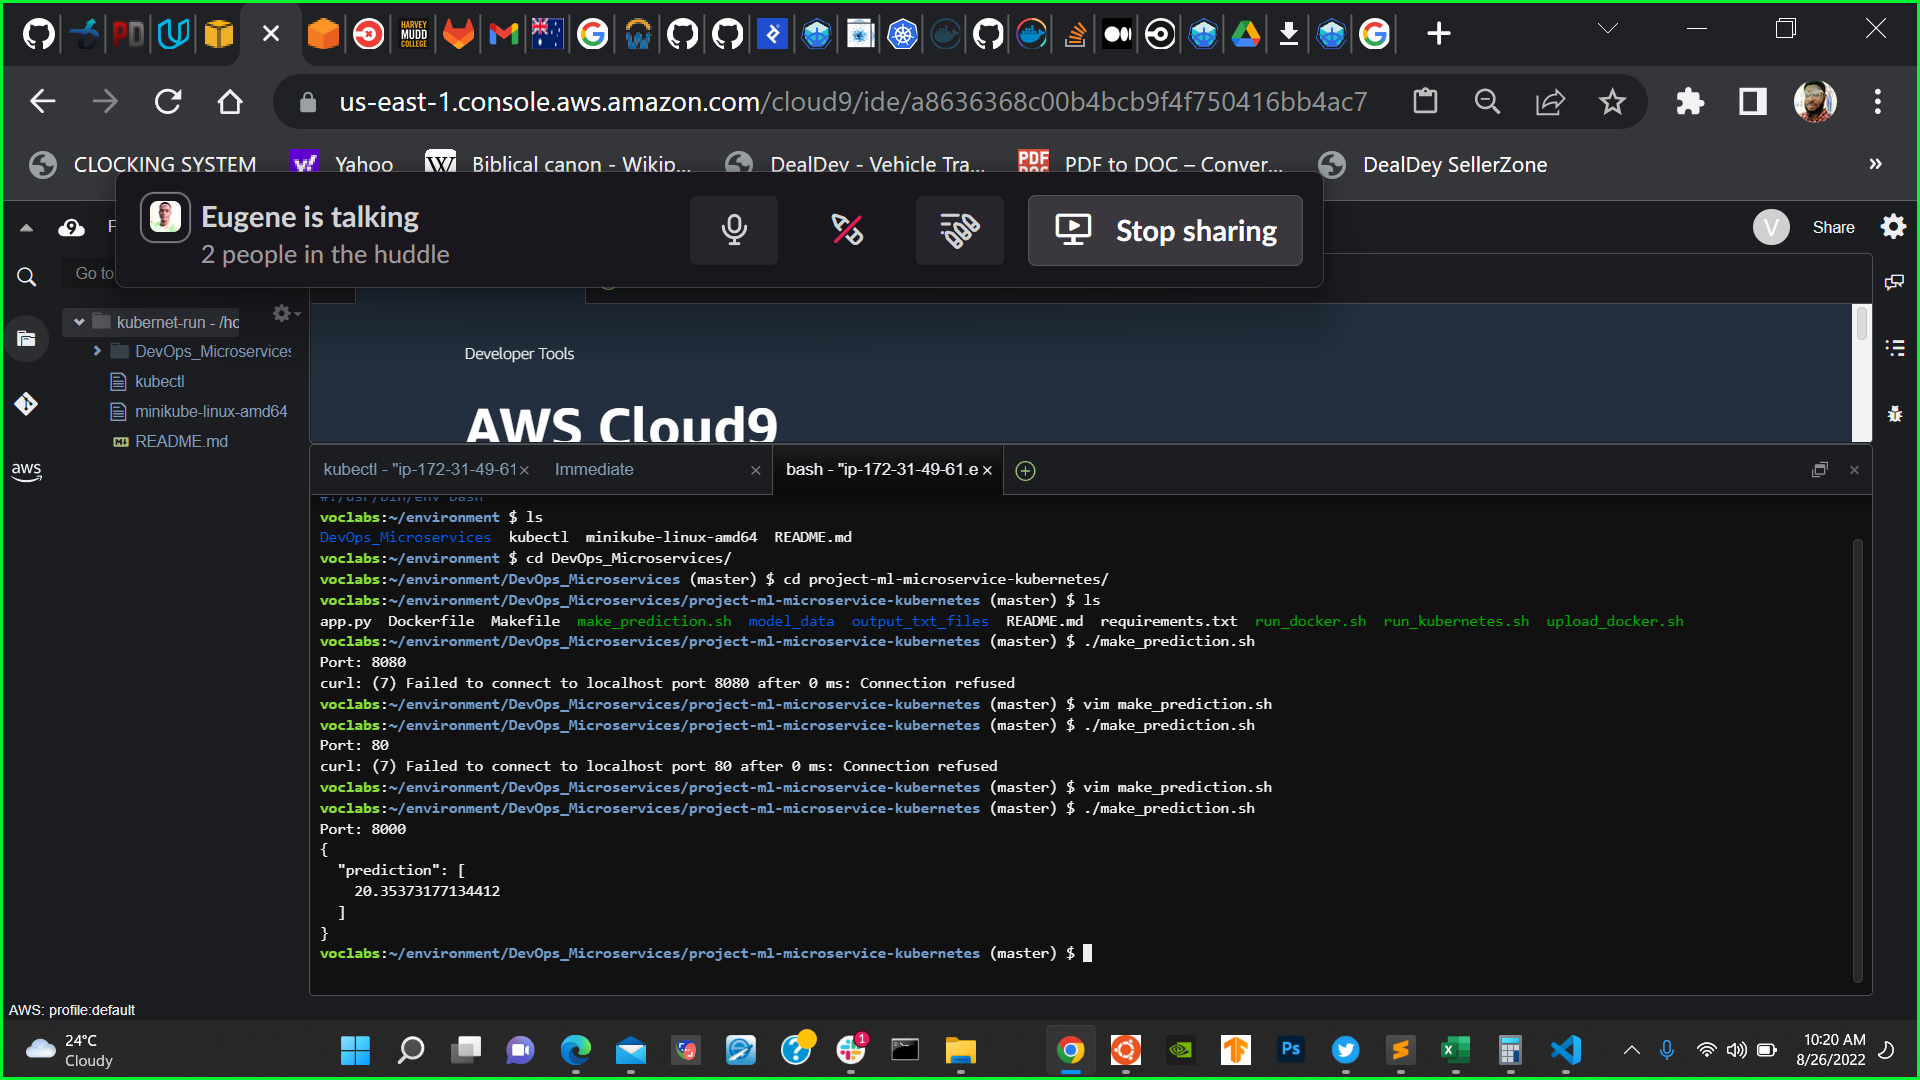 us-east-1.console.aws.amazon.com/cloud9/ide/a8636368c00b4bcb9f4f750416bb4ac7
CLOCKING SYSTEM Yahoo Biblical canon - Wikip... DealDey - Vehicle Tra... PDF to DOC – Conver... DealDey SellerZone »
Eugene is talking
2 people in the huddle
Stop sharing
F
V Share
Go to
kubernet-run - /ho
DevOps_Microservices
kubectl
minikube-linux-amd64
README.md
aws
Developer Tools
AWS Cloud9
kubectl - "ip-172-31-49-61 × Immediate × bash - "ip-172-31-49-61.e ×
#!/usr/bin/env bash
voclabs:~/environment $ ls
DevOps_Microservices kubectl minikube-linux-amd64 README.md
voclabs:~/environment $ cd DevOps_Microservices/
voclabs:~/environment/DevOps_Microservices (master) $ cd project-ml-microservice-kubernetes/
voclabs:~/environment/DevOps_Microservices/project-ml-microservice-kubernetes (master) $ ls
app.py Dockerfile Makefile make_prediction.sh model_data output_txt_files README.md requirements.txt run_docker.sh run_kubernetes.sh upload_docker.sh
voclabs:~/environment/DevOps_Microservices/project-ml-microservice-kubernetes (master) $ ./make_prediction.sh
Port: 8080
curl: (7) Failed to connect to localhost port 8080 after 0 ms: Connection refused
voclabs:~/environment/DevOps_Microservices/project-ml-microservice-kubernetes (master) $ vim make_prediction.sh
voclabs:~/environment/DevOps_Microservices/project-ml-microservice-kubernetes (master) $ ./make_prediction.sh
Port: 80
curl: (7) Failed to connect to localhost port 80 after 0 ms: Connection refused
voclabs:~/environment/DevOps_Microservices/project-ml-microservice-kubernetes (master) $ vim make_prediction.sh
voclabs:~/environment/DevOps_Microservices/project-ml-microservice-kubernetes (master) $ ./make_prediction.sh
Port: 8000
{
"prediction": [
20.35373177134412
]
}
voclabs:~/environment/DevOps_Microservices/project-ml-microservice-kubernetes (master) $
AWS: profile:default
24°C
Cloudy
10:20 AM
8/26/2022